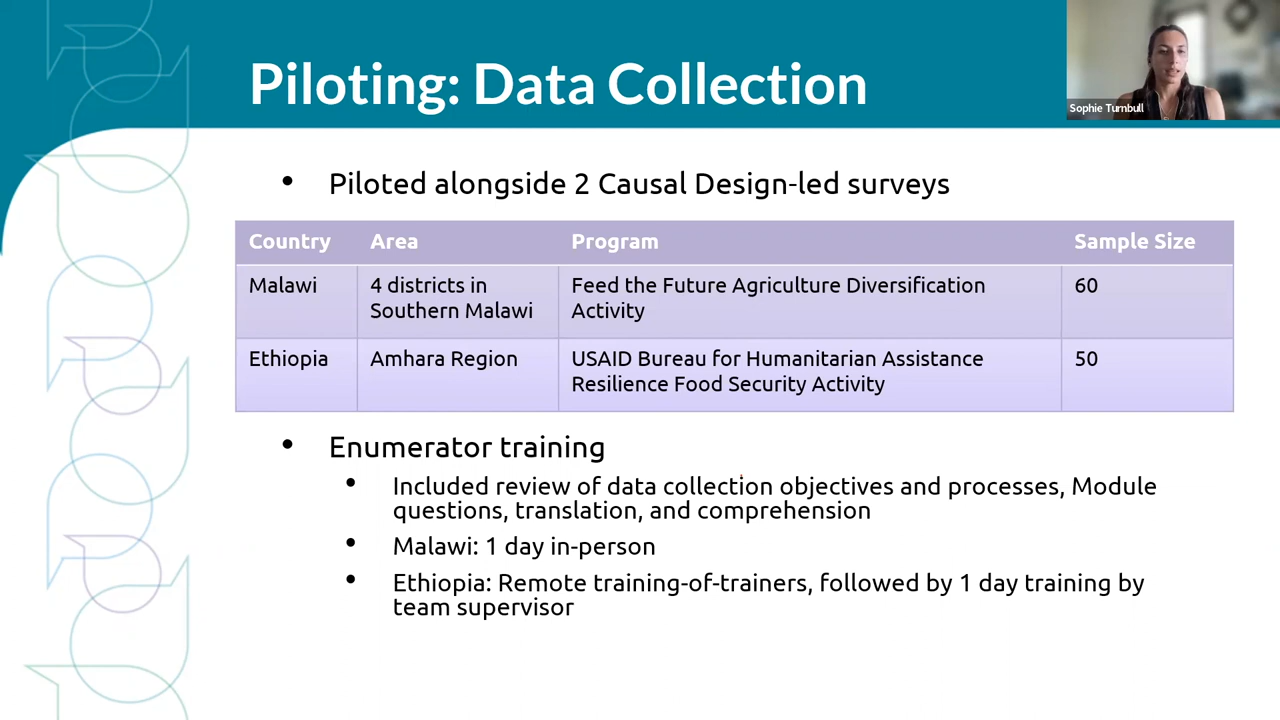 Piloting: Data Collection
Sophie Turnbull
• Piloted alongside 2 Causal Design-led surveys
Country Area Program Sample Size
Malawi 4 districts in Southern Malawi Feed the Future Agriculture Diversification Activity 60
Ethiopia Amhara Region USAID Bureau for Humanitarian Assistance Resilience Food Security Activity 50
• Enumerator training
• Included review of data collection objectives and processes, Module
questions, translation, and comprehension
• Malawi: 1 day in-person
• Ethiopia: Remote training-of-trainers, followed by 1 day training by
team supervisor